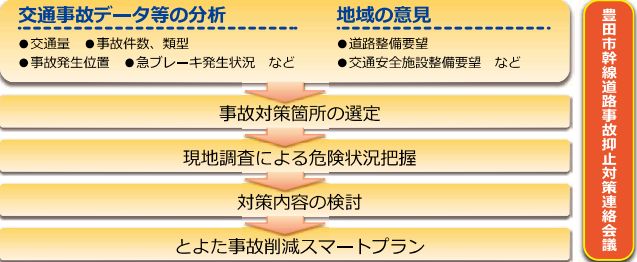 交通事故データ等の分析
●交通量　●事故件数、類型
●事故発生位置　●急ブレーキ発生状況　など
地域の意見
●道路整備要望
●交通安全施設整備要望　など
事故対策箇所の選定
現地調査による危険状況把握
対策内容の検討
とよた事故削減スマートプラン
豊田市幹線道路事故抑止対策連絡会議